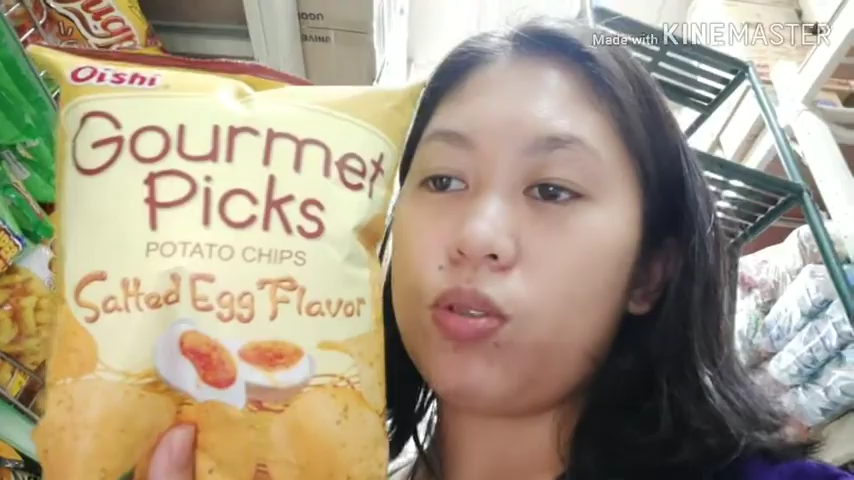 Made with KINEMASTER
Oishi
Gourmet
Picks
POTATO CHIPS
Salted Egg Flavor